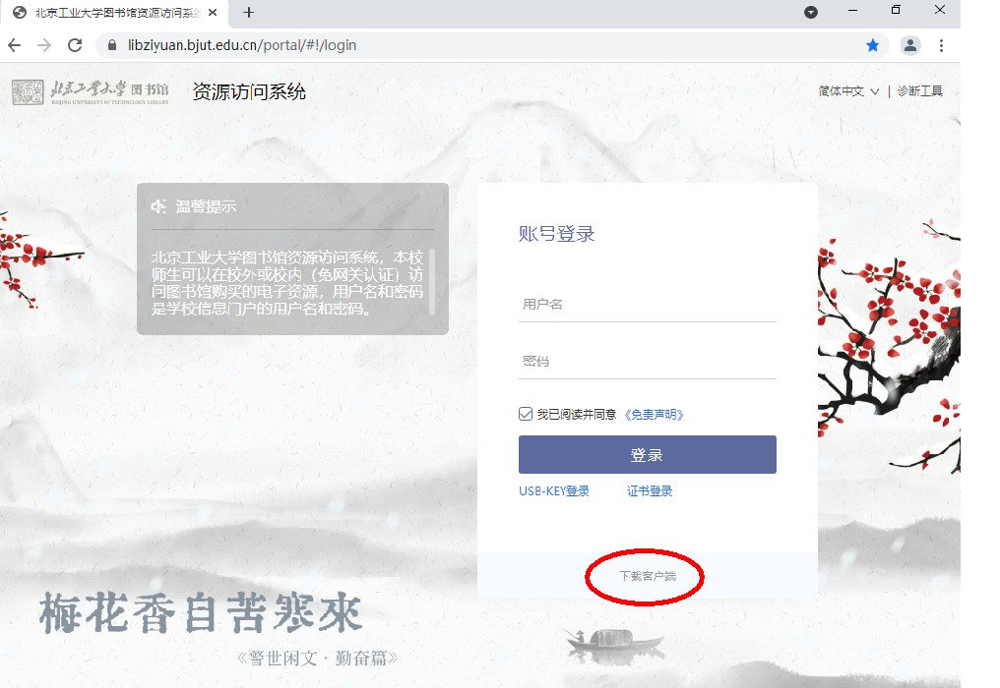 北京工业大学图书馆资源访问系统
libziyuan.bjut.edu.cn/portal/#!/login
北京工业大学 图书馆
BEIJING UNIVERSITY OF TECHNOLOGY LIBRARY
资源访问系统
简体中文 | 诊断工具
温馨提示
北京工业大学图书馆资源访问系统,本校
师生可以在校外或校内(免网关认证)访
问图书馆购买的电子资源,用户名和密码
是学校信息门户的用户名和密码。
账号登录
用户名
密码
我已阅读并同意 《免责声明》
登录
USB-KEY登录 证书登录
下载客户端
梅花香自苦寒來
《警世闲文·勤奋篇》